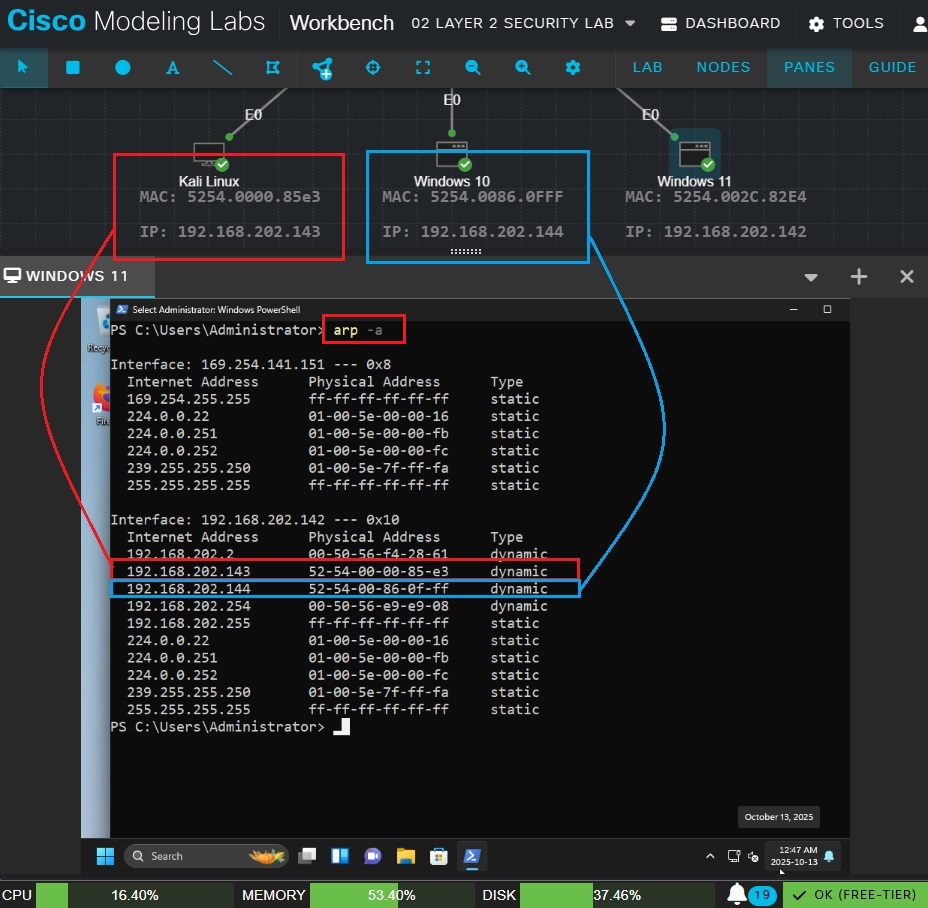 Cisco Modeling Labs Workbench 02 LAYER 2 SECURITY LAB DASHBOARD TOOLS
A LAB NODES PANES GUIDE
E0 E0 E0
Kali Linux Windows 10 Windows 11
MAC: 5254.0000.85e3 MAC: 5254.0086.0FFF MAC: 5254.002C.82E4
IP: 192.168.202.143 IP: 192.168.202.144 IP: 192.168.202.142
WINDOWS 11
Select Administrator: Windows PowerShell
PS C:\Users\Administrator> arp -a
Recyc
Interface: 169.254.141.151 --- 0x8
Internet Address Physical Address Type
169.254.255.255 ff-ff-ff-ff-ff-ff static
224.0.0.22 01-00-5e-00-00-16 static
Fire
224.0.0.251 01-00-5e-00-00-fb static
224.0.0.252 01-00-5e-00-00-fc static
239.255.255.250 01-00-5e-7f-ff-fa static
255.255.255.255 ff-ff-ff-ff-ff-ff static
Interface: 192.168.202.142 --- 0x10
Internet Address Physical Address Type
192.168.202.2 00-50-56-f4-28-61 dynamic
192.168.202.143 52-54-00-00-85-e3 dynamic
192.168.202.144 52-54-00-86-0f-ff dynamic
192.168.202.254 00-50-56-e9-e9-08 dynamic
192.168.202.255 ff-ff-ff-ff-ff-ff static
224.0.0.22 01-00-5e-00-00-16 static
224.0.0.251 01-00-5e-00-00-fb static
224.0.0.252 01-00-5e-00-00-fc static
239.255.255.250 01-00-5e-7f-ff-fa static
255.255.255.255 ff-ff-ff-ff-ff-ff static
PS C:\Users\Administrator>
October 13, 2025
Search
12:47 AM
2025-10-13
CPU 16.40% MEMORY 53.40% DISK 37.46% 19 OK (FREE-TIER)